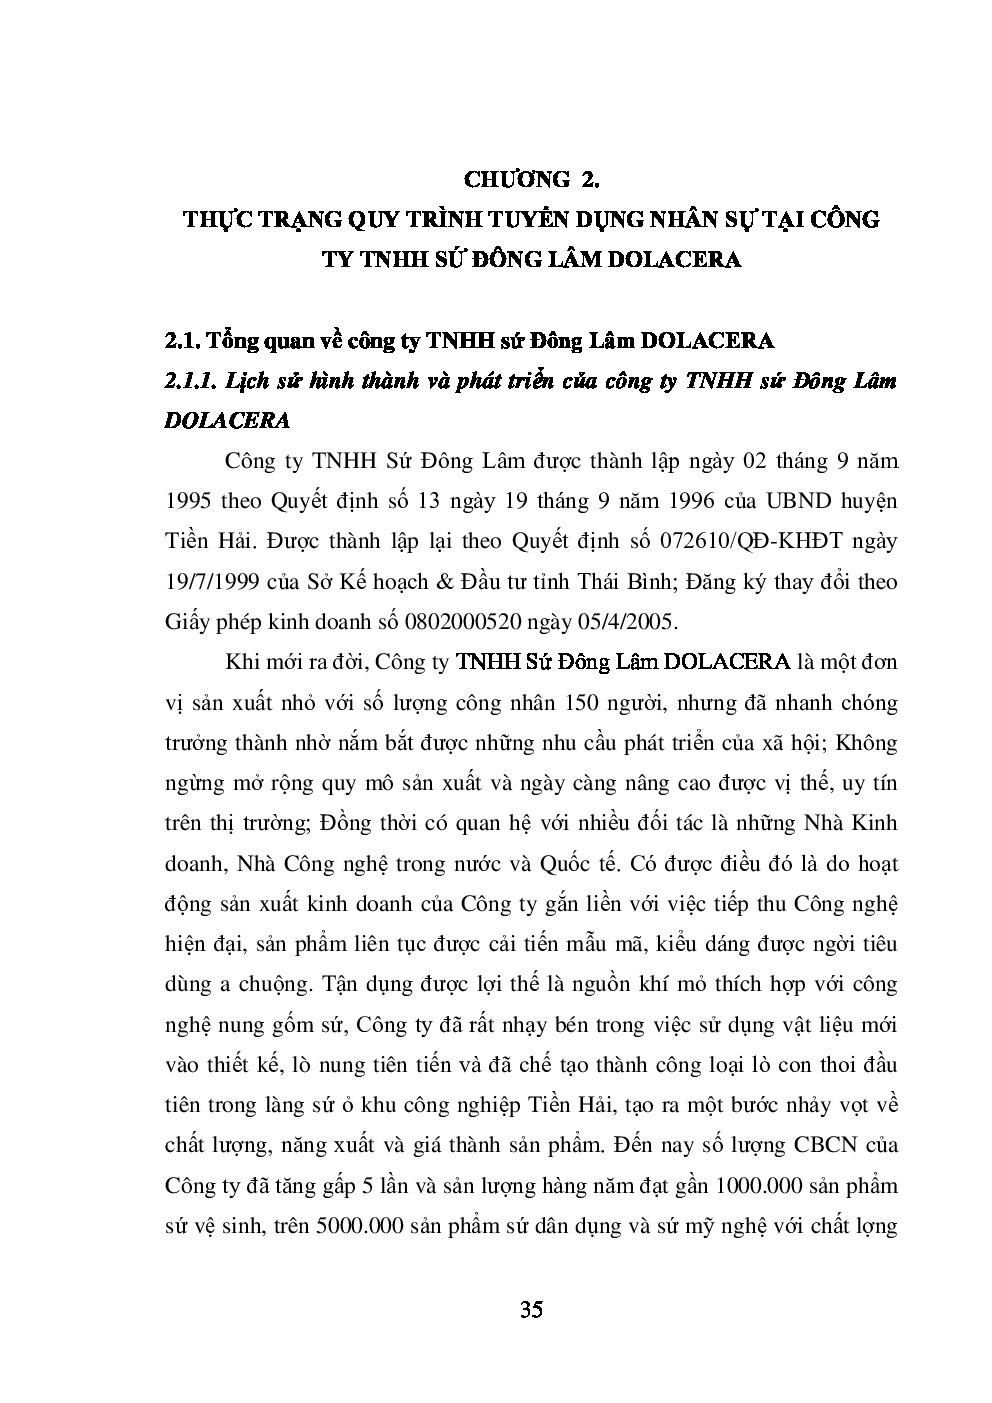 CHƯƠNG 2.
THỰC TRẠNG QUY TRÌNH TUYỂN DỤNG NHÂN SỰ TẠI CÔNG
TY TNHH SỨ ĐÔNG LÂM DOLACERA
2.1. Tổng quan về công ty TNHH sứ Đông Lâm DOLACERA
2.1.1. Lịch sử hình thành và phát triển của công ty TNHH sứ Đông Lâm
DOLACERA
Công ty TNHH Sứ Đông Lâm được thành lập ngày 02 tháng 9 năm
1995 theo Quyết định số 13 ngày 19 tháng 9 năm 1996 của UBND huyện
Tiền Hải. Được thành lập lại theo Quyết định số 072610/QĐ-KHĐT ngày
19/7/1999 của Sở Kế hoạch & Đầu tư tỉnh Thái Bình; Đăng ký thay đổi theo
Giấy phép kinh doanh số 0802000520 ngày 05/4/2005.
Khi mới ra đời, Công ty TNHH Sứ Đông Lâm DOLACERA là một đơn
vị sản xuất nhỏ với số lượng công nhân 150 người, nhưng đã nhanh chóng
trưởng thành nhờ nắm bắt được những nhu cầu phát triển của xã hội; Không
ngừng mở rộng quy mô sản xuất và ngày càng nâng cao được vị thế, uy tín
trên thị trường; Đồng thời có quan hệ với nhiều đối tác là những Nhà Kinh
doanh, Nhà Công nghệ trong nước và Quốc tế. Có được điều đó là do hoạt
động sản xuất kinh doanh của Công ty gắn liền với việc tiếp thu Công nghệ
hiện đại, sản phẩm liên tục được cải tiến mẫu mã, kiểu dáng được ngời tiêu
dùng a chuộng. Tận dụng được lợi thế là nguồn khí mỏ thích hợp với công
nghệ nung gốm sứ, Công ty đã rất nhạy bén trong việc sử dụng vật liệu mới
vào thiết kế, lò nung tiên tiến và đã chế tạo thành công loại lò con thoi đầu
tiên trong làng sứ ỏ khu công nghiệp Tiền Hải, tạo ra một bước nhảy vọt về
chất lượng, năng xuất và giá thành sản phẩm. Đến nay số lượng CBCN của
Công ty đã tăng gấp 5 lần và sản lượng hàng năm đạt gần 1000.000 sản phẩm
sứ vệ sinh, trên 5000.000 sản phẩm sứ dân dụng và sứ mỹ nghệ với chất lợng
35